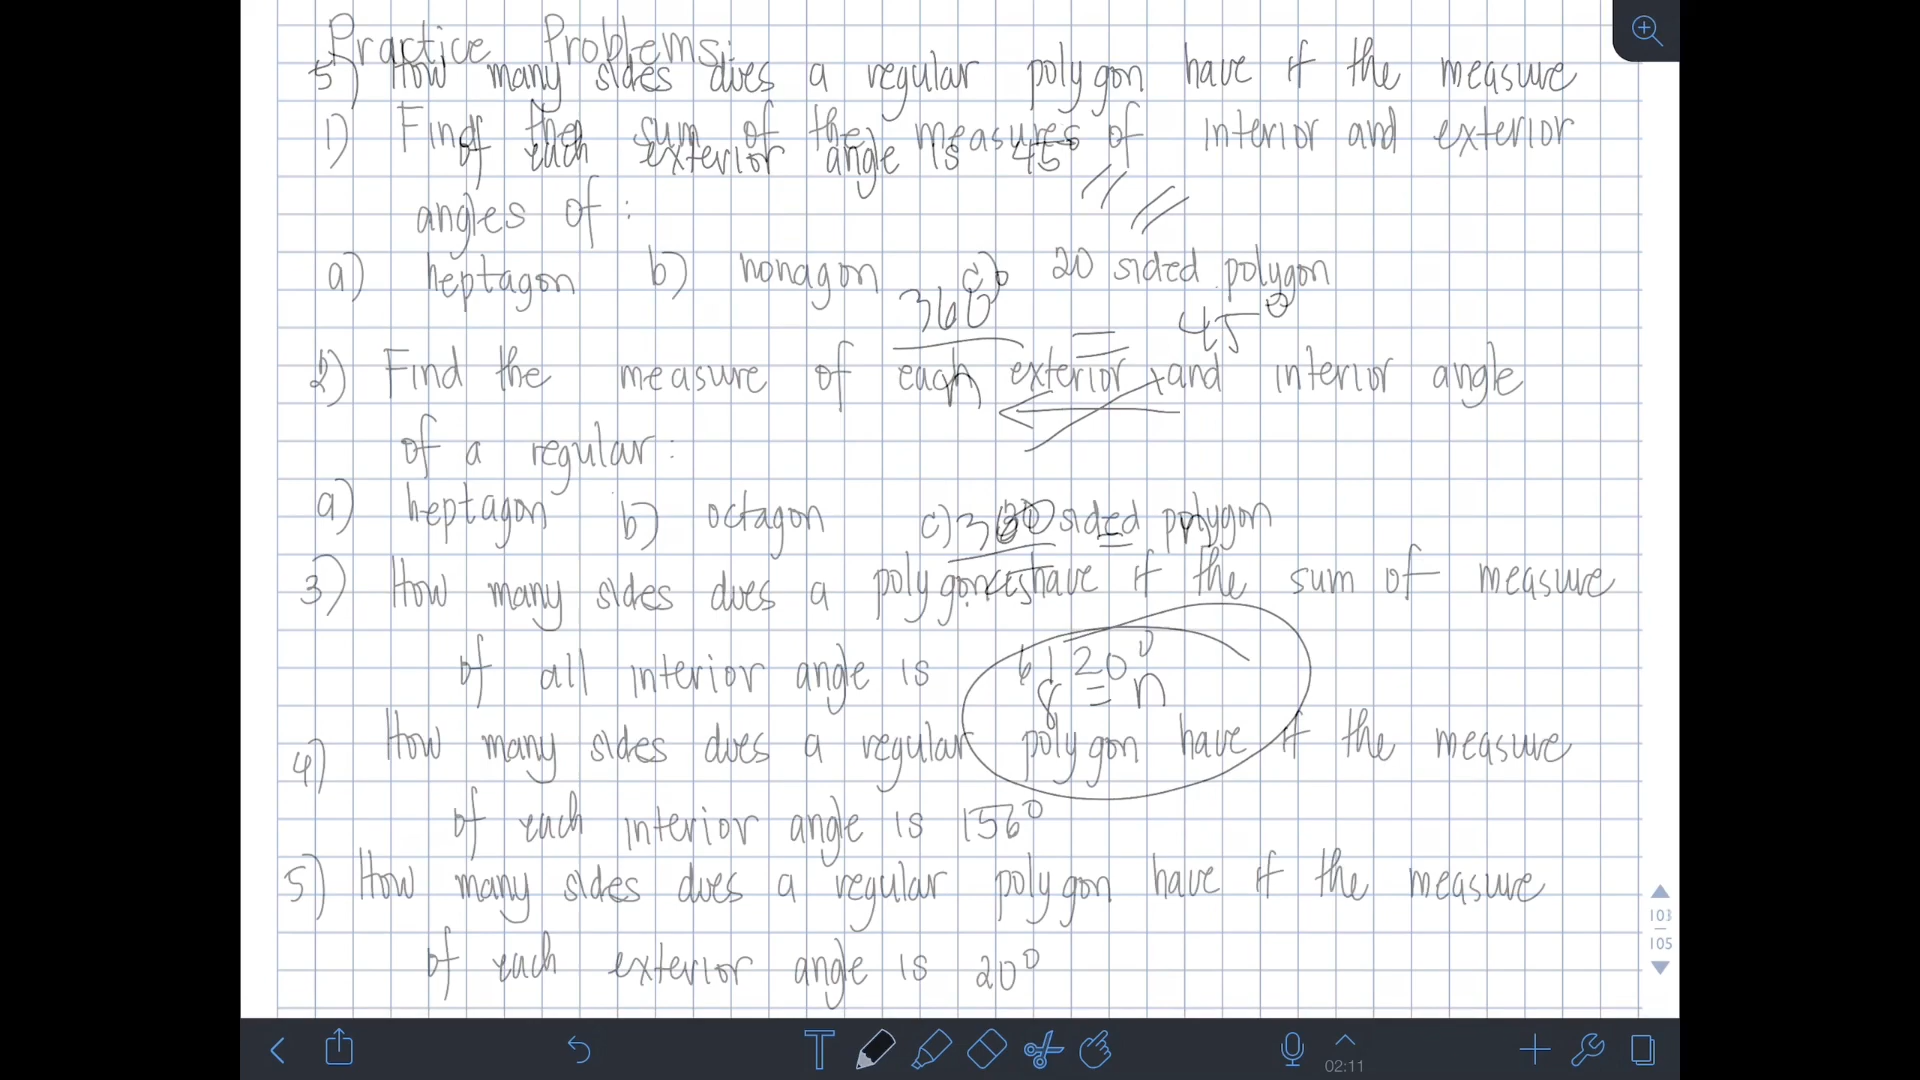 Practice Problems:
5) How many sides does a regular polygon have if the measure
1) Find the sum of the measures of interior and exterior
of each exterior angle is 45°
angles of :
a) heptagon b) nonagon c) 20 sided polygon
360° = 45°
n
2) Find the measure of each exterior and interior angle
of a regular :
a) heptagon b) octagon c) sided polygon
3) How many sides does a polygon have if the sum of measure
of all interior angle is 6120°
8 = n
4) How many sides does a regular polygon have if the measure
of each interior angle is 156°
5) How many sides does a regular polygon have if the measure
of each exterior angle is 20°
103
105
T
02:11